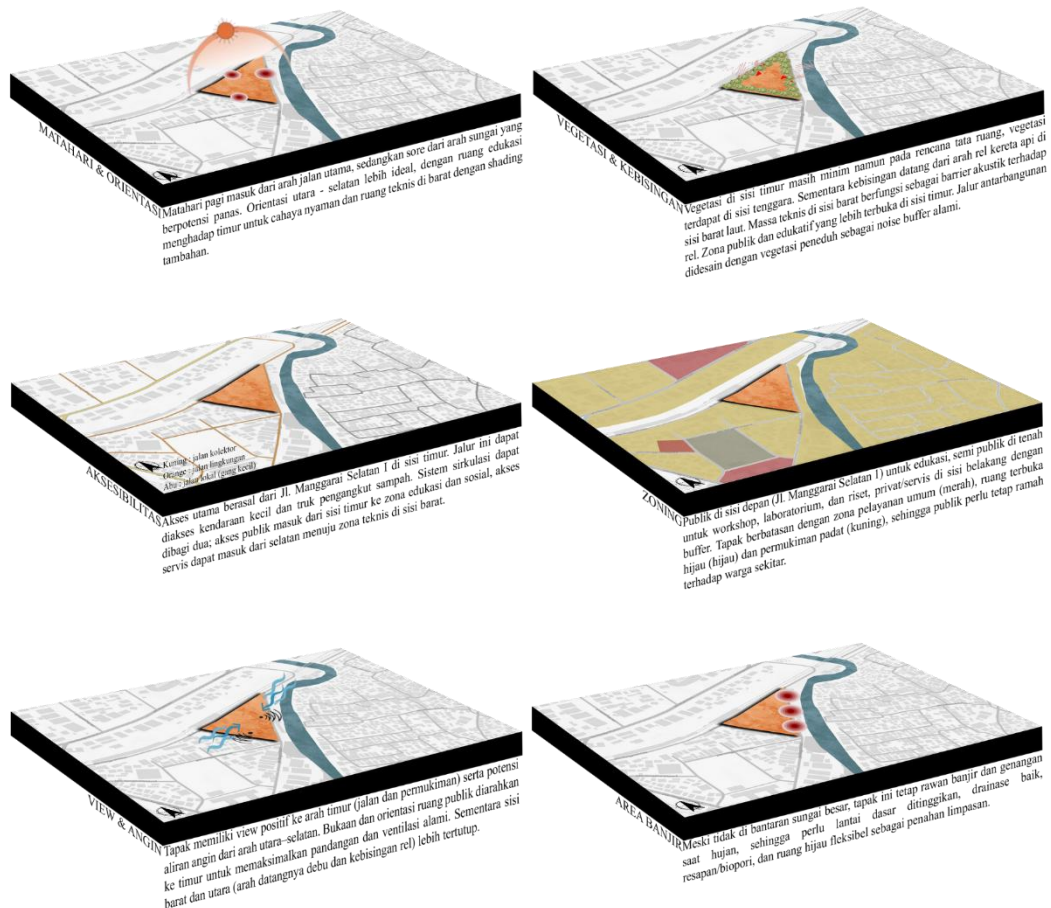 MATAHARI & ORIENTASI
Matahari pagi masuk dari arah jalan utama, sedangkan sore dari arah sungai yang
berpotensi panas. Orientasi utara - selatan lebih ideal, dengan ruang edukasi
menghadap timur untuk cahaya nyaman dan ruang teknis di barat dengan shading
tambahan.
VEGETASI & KEBISINGAN
Vegetasi di sisi timur masih minim namun pada rencana tata ruang, vegetasi
terdapat di sisi tenggara. Sementara kebisingan datang dari arah rel kereta api di
sisi barat laut. Massa teknis di sisi barat berfungsi sebagai barrier akustik terhadap
rel. Zona publik dan edukatif yang lebih terbuka di sisi timur. Jalur antarbangunan
didesain dengan vegetasi peneduh sebagai noise buffer alami.
Kuning : jalan kolektor
Orange : jalan lingkungan
Abu : jalan lokal (gang kecil)
AKSESIBILITAS
Akses utama berasal dari Jl. Manggarai Selatan I di sisi timur. Jalur ini dapat
diakses kendaraan kecil dan truk pengangkut sampah. Sistem sirkulasi dapat
dibagi dua; akses publik masuk dari sisi timur ke zona edukasi dan sosial, akses
servis dapat masuk dari selatan menuju zona teknis di sisi barat.
ZONING
Publik di sisi depan (Jl. Manggarai Selatan 1) untuk edukasi, semi publik di tenah
untuk workshop, laboratorium, dan riset, privat/servis di sisi belakang dengan
buffer. Tapak berbatasan dengan zona pelayanan umum (merah), ruang terbuka
hijau (hijau) dan permukiman padat (kuning), sehingga publik perlu tetap ramah
terhadap warga sekitar.
VIEW & ANGIN
Tapak memiliki view positif ke arah timur (jalan dan permukiman) serta potensi
aliran angin dari arah utara–selatan. Bukaan dan orientasi ruang publik diarahkan
ke timur untuk memaksimalkan pandangan dan ventilasi alami. Sementara sisi
barat dan utara (arah datangnya debu dan kebisingan rel) lebih tertutup.
AREA BANJIR
Meski tidak di bantaran sungai besar, tapak ini tetap rawan banjir dan genangan
saat hujan, sehingga perlu lantai dasar ditinggikan, drainase baik,
resapan/biopori, dan ruang hijau fleksibel sebagai penahan limpasan.